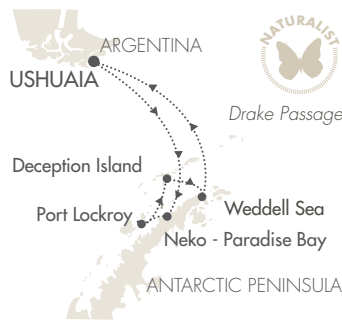 NATURALIST
ARGENTINA
USHUAIA
Drake Passage
Deception Island
Port Lockroy
Weddell Sea
Neko - Paradise Bay
ANTARCTIC PENINSULA